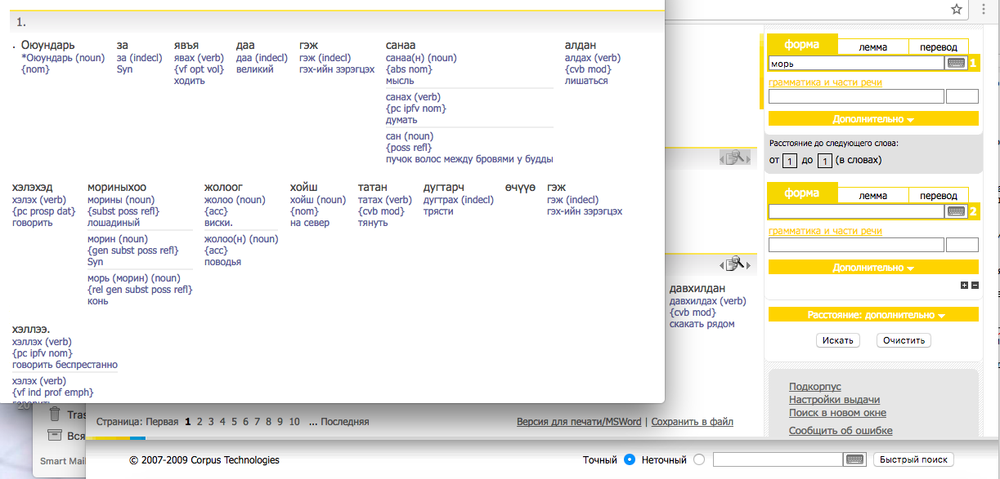 1.
. Оюундарь за явъя даа гэж санаа алдан
*Оюундарь (noun) за (indecl) явах (verb) даа (indecl) гэж (indecl) санаа(н) (noun) алдах (verb)
{nom} Syn {vf opt vol} великий гэх-ийн зэрэгцэх {abs nom} {cvb mod}
ходить мысль лишаться
санах (verb)
{pc ipfv nom}
думать
сан (noun)
{poss refl}
пучок волос между бровями у будды
хэлэхэд мориныхоо жолоог хойш татан дугтарч өчүүө гэж
хэлэх (verb) морины (noun) жолоо (noun) хойш (noun) татах (verb) дугтрах (indecl) гэж (indecl)
{pc prosp dat} {subst poss refl} {acc} {nom} {cvb mod} трясти гэх-ийн зэрэгцэх
говорить лошадиный виски. на север тянуть
морин (noun) жолоо(н) (noun)
{gen subst poss refl} {acc}
Syn поводья
морь (морин) (noun)
{rel gen subst poss refl}
конь
хэллээ.
хэллэх (verb)
{pc ipfv nom}
говорить беспрестанно
хэлэх (verb)
{vf ind prof emph}
давхилдан
давхилдах (verb)
{cvb mod}
скакать рядом
форма лемма перевод
морь 1
грамматика и части речи
Дополнительно
Расстояние до следующего слова:
от 1 до 1 (в словах)
форма лемма перевод
2
грамматика и части речи
Дополнительно
Расстояние: дополнительно
Искать Очистить
Подкорпус
Настройки выдачи
Поиск в новом окне
Сообщить об ошибке
Tras
Вся
Smart Mai
Страница: Первая 1 2 3 4 5 6 7 8 9 10 ... Последняя
Версия для печати/MSWord | Сохранить в файл
© 2007-2009 Corpus Technologies
Точный Неточный Быстрый поиск